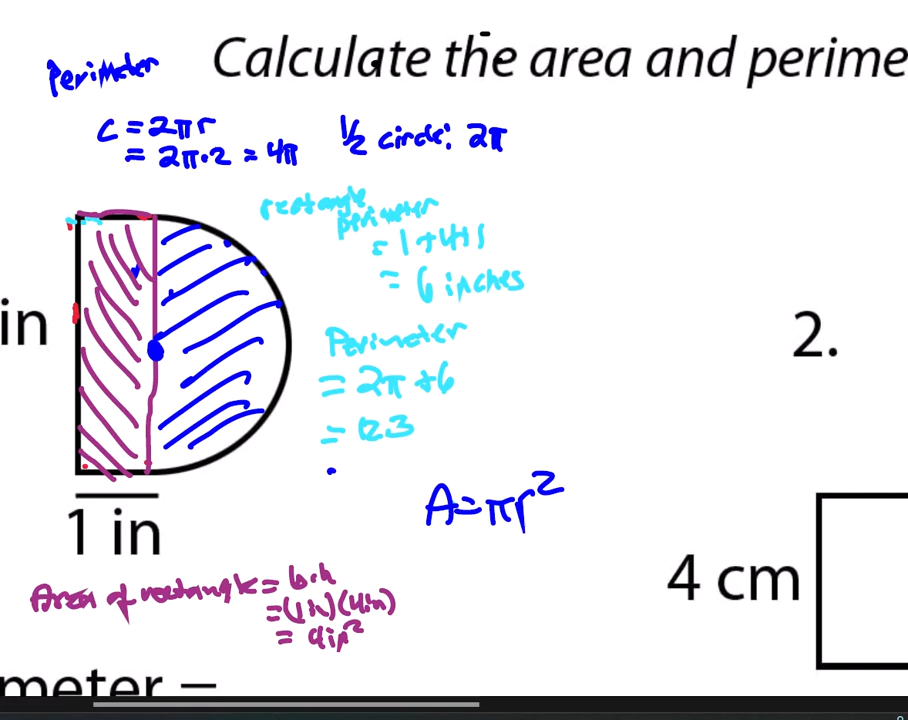 Calculate the area and perime
Perimeter
C = 2πr
= 2π·2 = 4π
1/2 circle: 2π
rectangle
perimeter
= 1+4+1
= 6 inches
in
Perimeter
= 2π+6
= 12.3
2.
A=πr²
1 in
4 cm
Area of rectangle = b·h
=(1in)(4in)
= 4in²
meter =